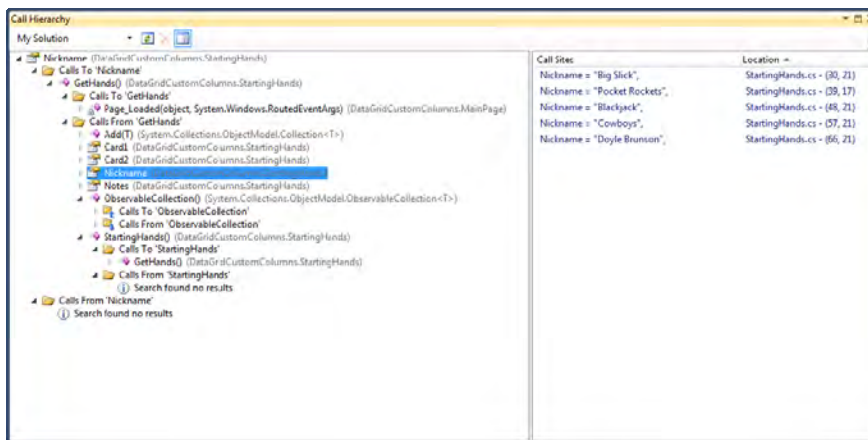 Call Hierarchy
My Solution
Nickname (DataGridCustomColumns.StartingHands)
Calls To 'Nickname'
GetHands() (DataGridCustomColumns.StartingHands)
Calls To 'GetHands'
Page_Loaded(object, System.Windows.RoutedEventArgs) (DataGridCustomColumns.MainPage)
Calls From 'GetHands'
Add(T) (System.Collections.ObjectModel.Collection<T>)
Card1 (DataGridCustomColumns.StartingHands)
Card2 (DataGridCustomColumns.StartingHands)
Nickname
Notes (DataGridCustomColumns.StartingHands)
ObservableCollection() (System.Collections.ObjectModel.ObservableCollection<T>)
Calls To 'ObservableCollection'
Calls From 'ObservableCollection'
StartingHands() (DataGridCustomColumns.StartingHands)
Calls To 'StartingHands'
GetHands() (DataGridCustomColumns.StartingHands)
Calls From 'StartingHands'
Search found no results
Calls From 'Nickname'
Search found no results
Call Sites Location
Nickname = "Big Slick", StartingHands.cs - (30, 21)
Nickname = "Pocket Rockets", StartingHands.cs - (39, 17)
Nickname = "Blackjack", StartingHands.cs - (48, 21)
Nickname = "Cowboys", StartingHands.cs - (57, 21)
Nickname = "Doyle Brunson", StartingHands.cs - (66, 21)